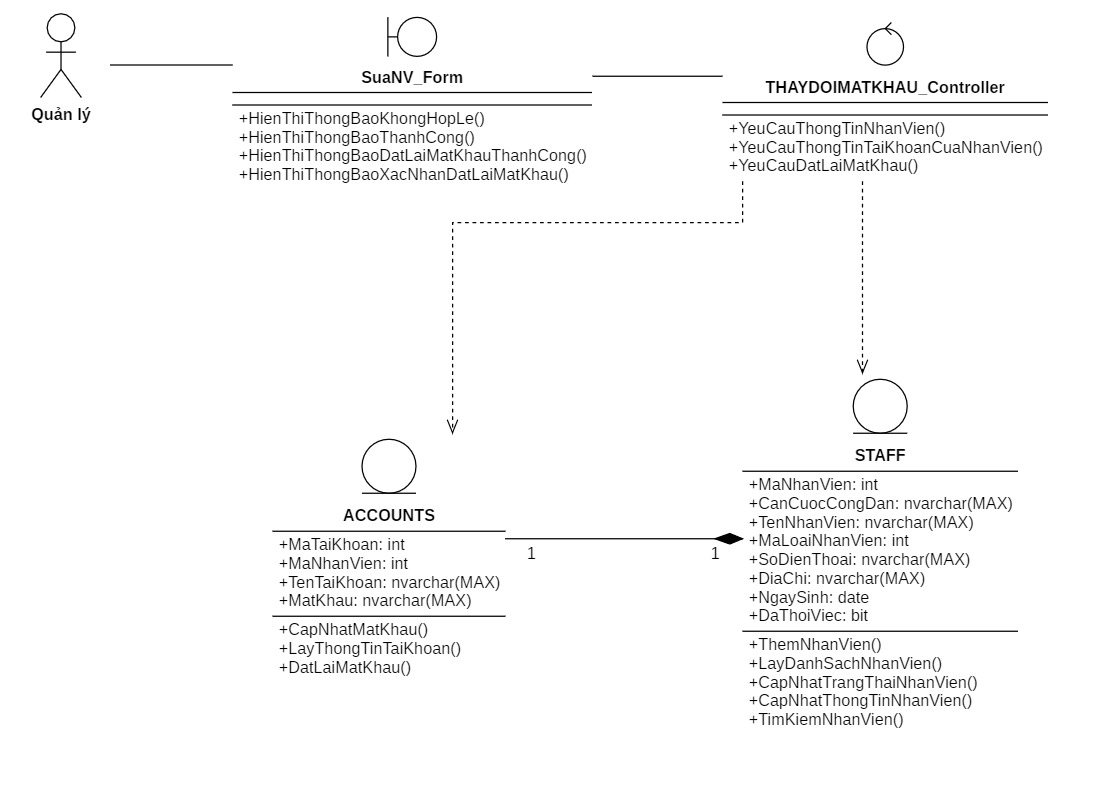 Quản lý
SuaNV_Form
+HienThiThongBaoKhongHopLe()
+HienThiThongBaoThanhCong()
+HienThiThongBaoDatLaiMatKhauThanhCong()
+HienThiThongBaoXacNhanDatLaiMatKhau()
THAYDOIMATKHAU_Controller
+YeuCauThongTinNhanVien()
+YeuCauThongTinTaiKhoanCuaNhanVien()
+YeuCauDatLaiMatKhau()
ACCOUNTS
+MaTaiKhoan: int
+MaNhanVien: int
+TenTaiKhoan: nvarchar(MAX)
+MatKhau: nvarchar(MAX)
+CapNhatMatKhau()
+LayThongTinTaiKhoan()
+DatLaiMatKhau()
1
1
STAFF
+MaNhanVien: int
+CanCuocCongDan: nvarchar(MAX)
+TenNhanVien: nvarchar(MAX)
+MaLoaiNhanVien: int
+SoDienThoai: nvarchar(MAX)
+DiaChi: nvarchar(MAX)
+NgaySinh: date
+DaThoiViec: bit
+ThemNhanVien()
+LayDanhSachNhanVien()
+CapNhatTrangThaiNhanVien()
+CapNhatThongTinNhanVien()
+TimKiemNhanVien()